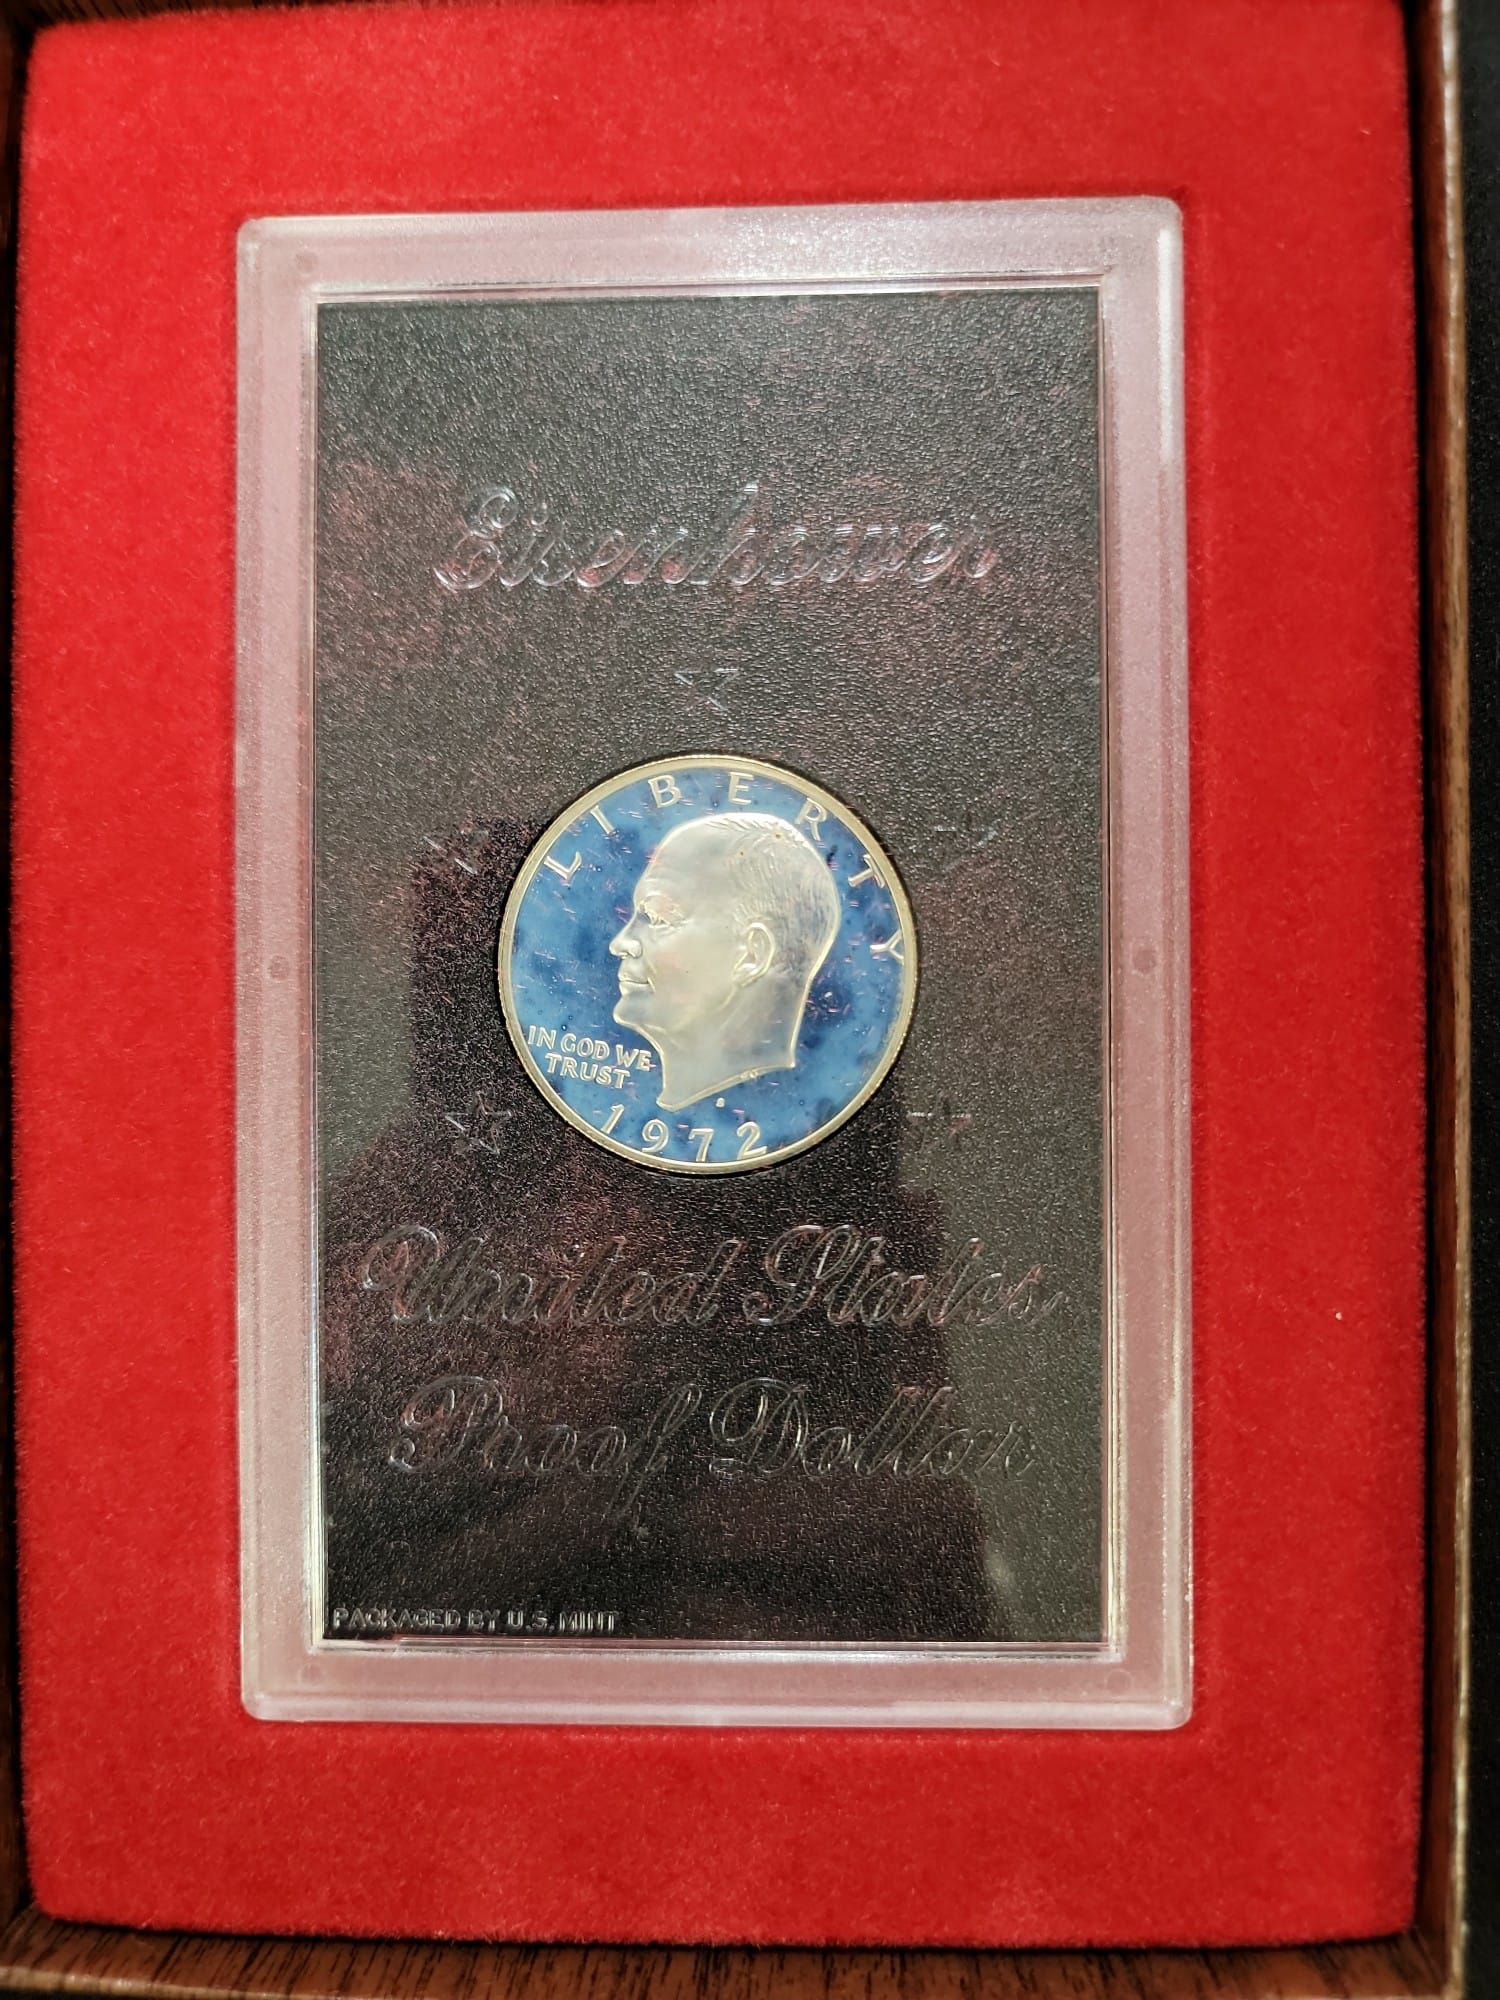 Eisenhower
LIBERTY
IN GOD WE
TRUST
S
1972
United States
Proof Dollar
PACKAGED BY U.S. MINT